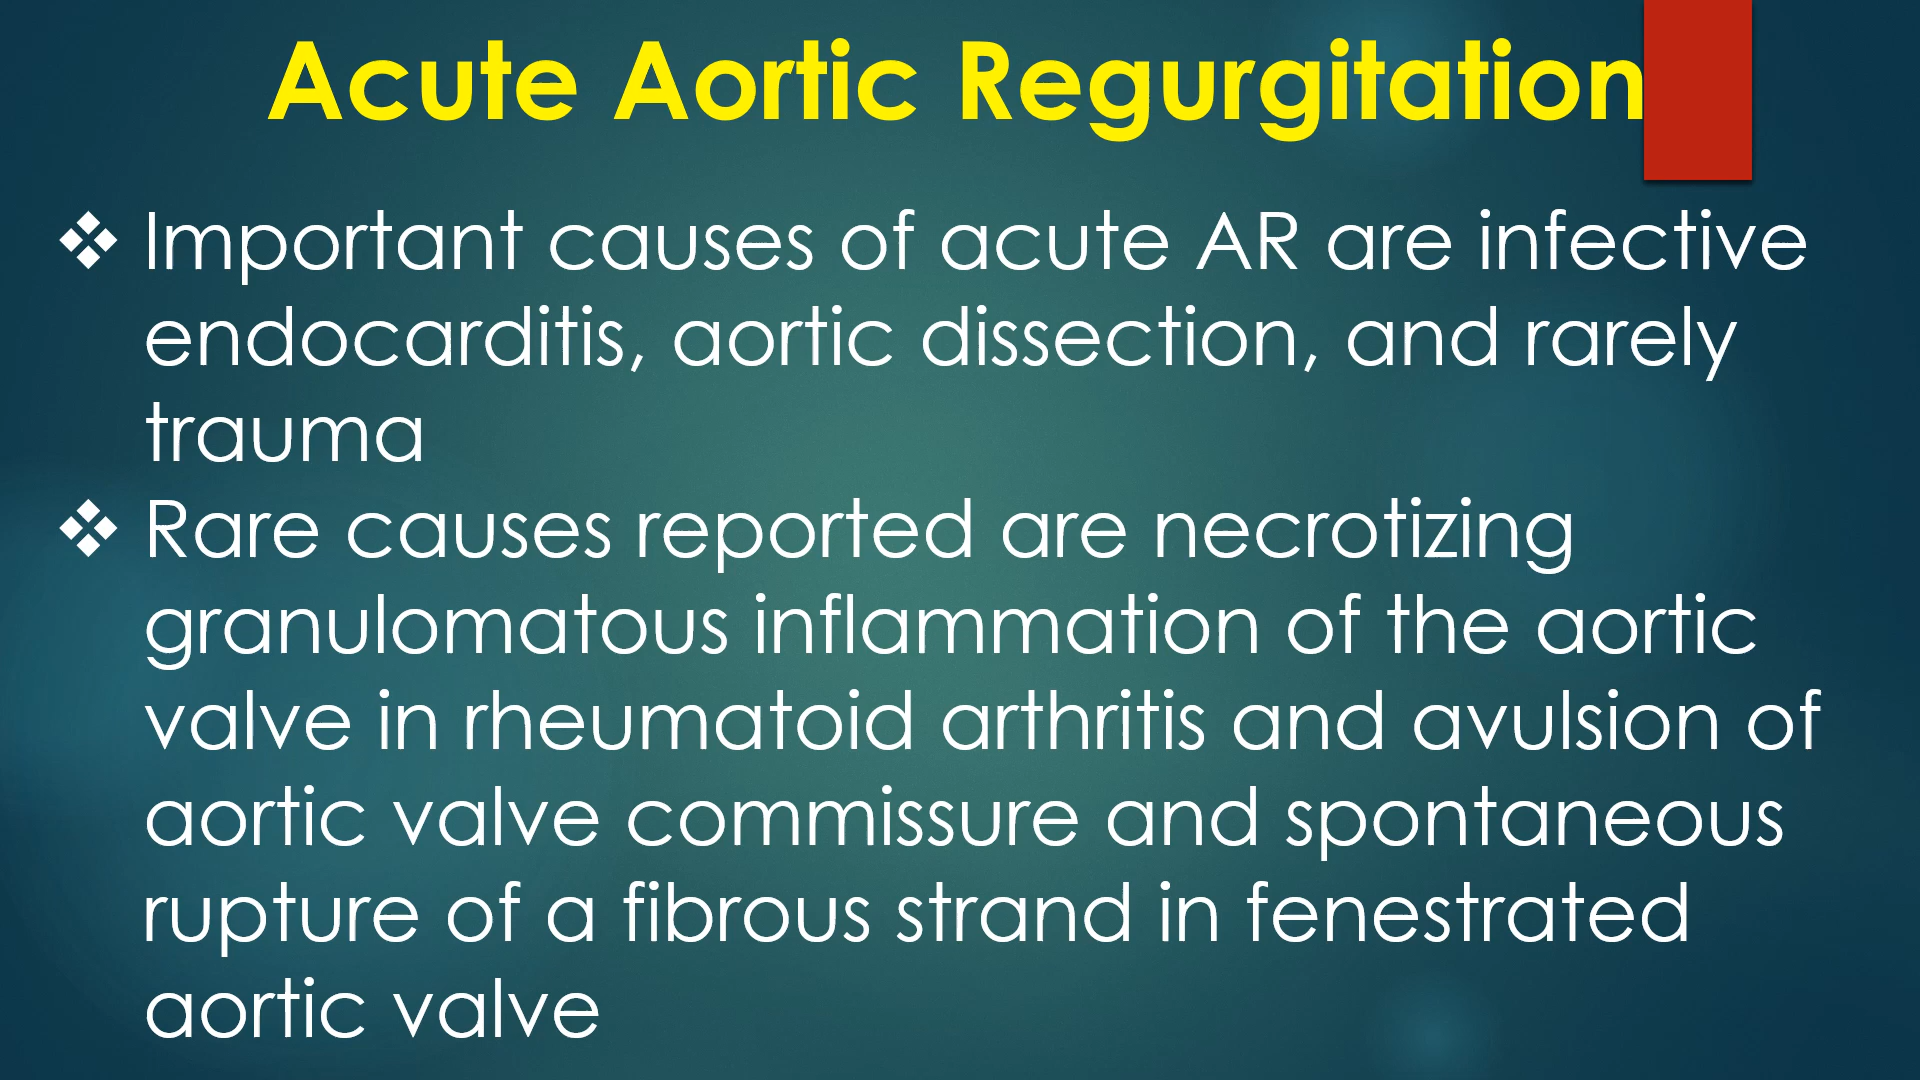 Acute Aortic Regurgitation
❖ Important causes of acute AR are infective
endocarditis, aortic dissection, and rarely
trauma
❖ Rare causes reported are necrotizing
granulomatous inflammation of the aortic
valve in rheumatoid arthritis and avulsion of
aortic valve commissure and spontaneous
rupture of a fibrous strand in fenestrated
aortic valve